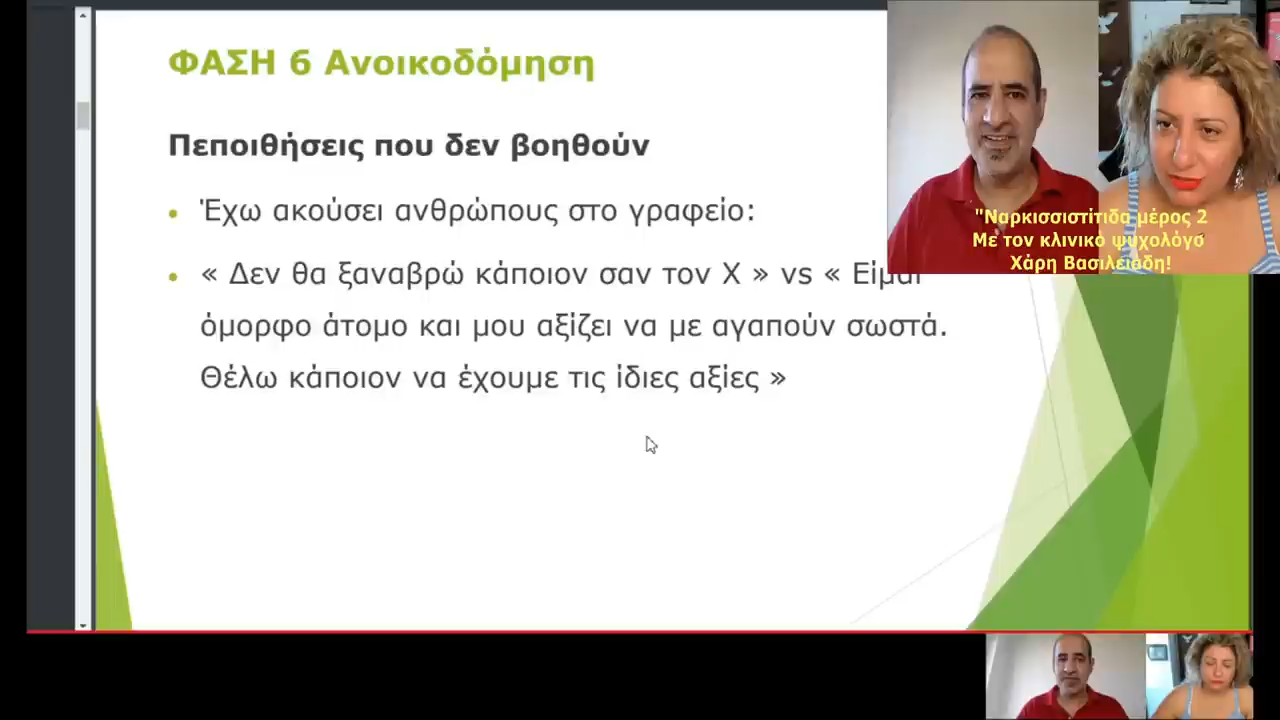 ΦΑΣΗ 6 Ανοικοδόμηση
Πεποιθήσεις που δεν βοηθούν
• Έχω ακούσει ανθρώπους στο γραφείο:
• « Δεν θα ξαναβρώ κάποιον σαν τον Χ » vs « Είμαι
όμορφο άτομο και μου αξίζει να με αγαπούν σωστά.
Θέλω κάποιον να έχουμε τις ίδιες αξίες »
"Ναρκισσιστίτιδα μέρος 2
Με τον κλινικό ψυχολόγο
Χάρη Βασιλειάδη!